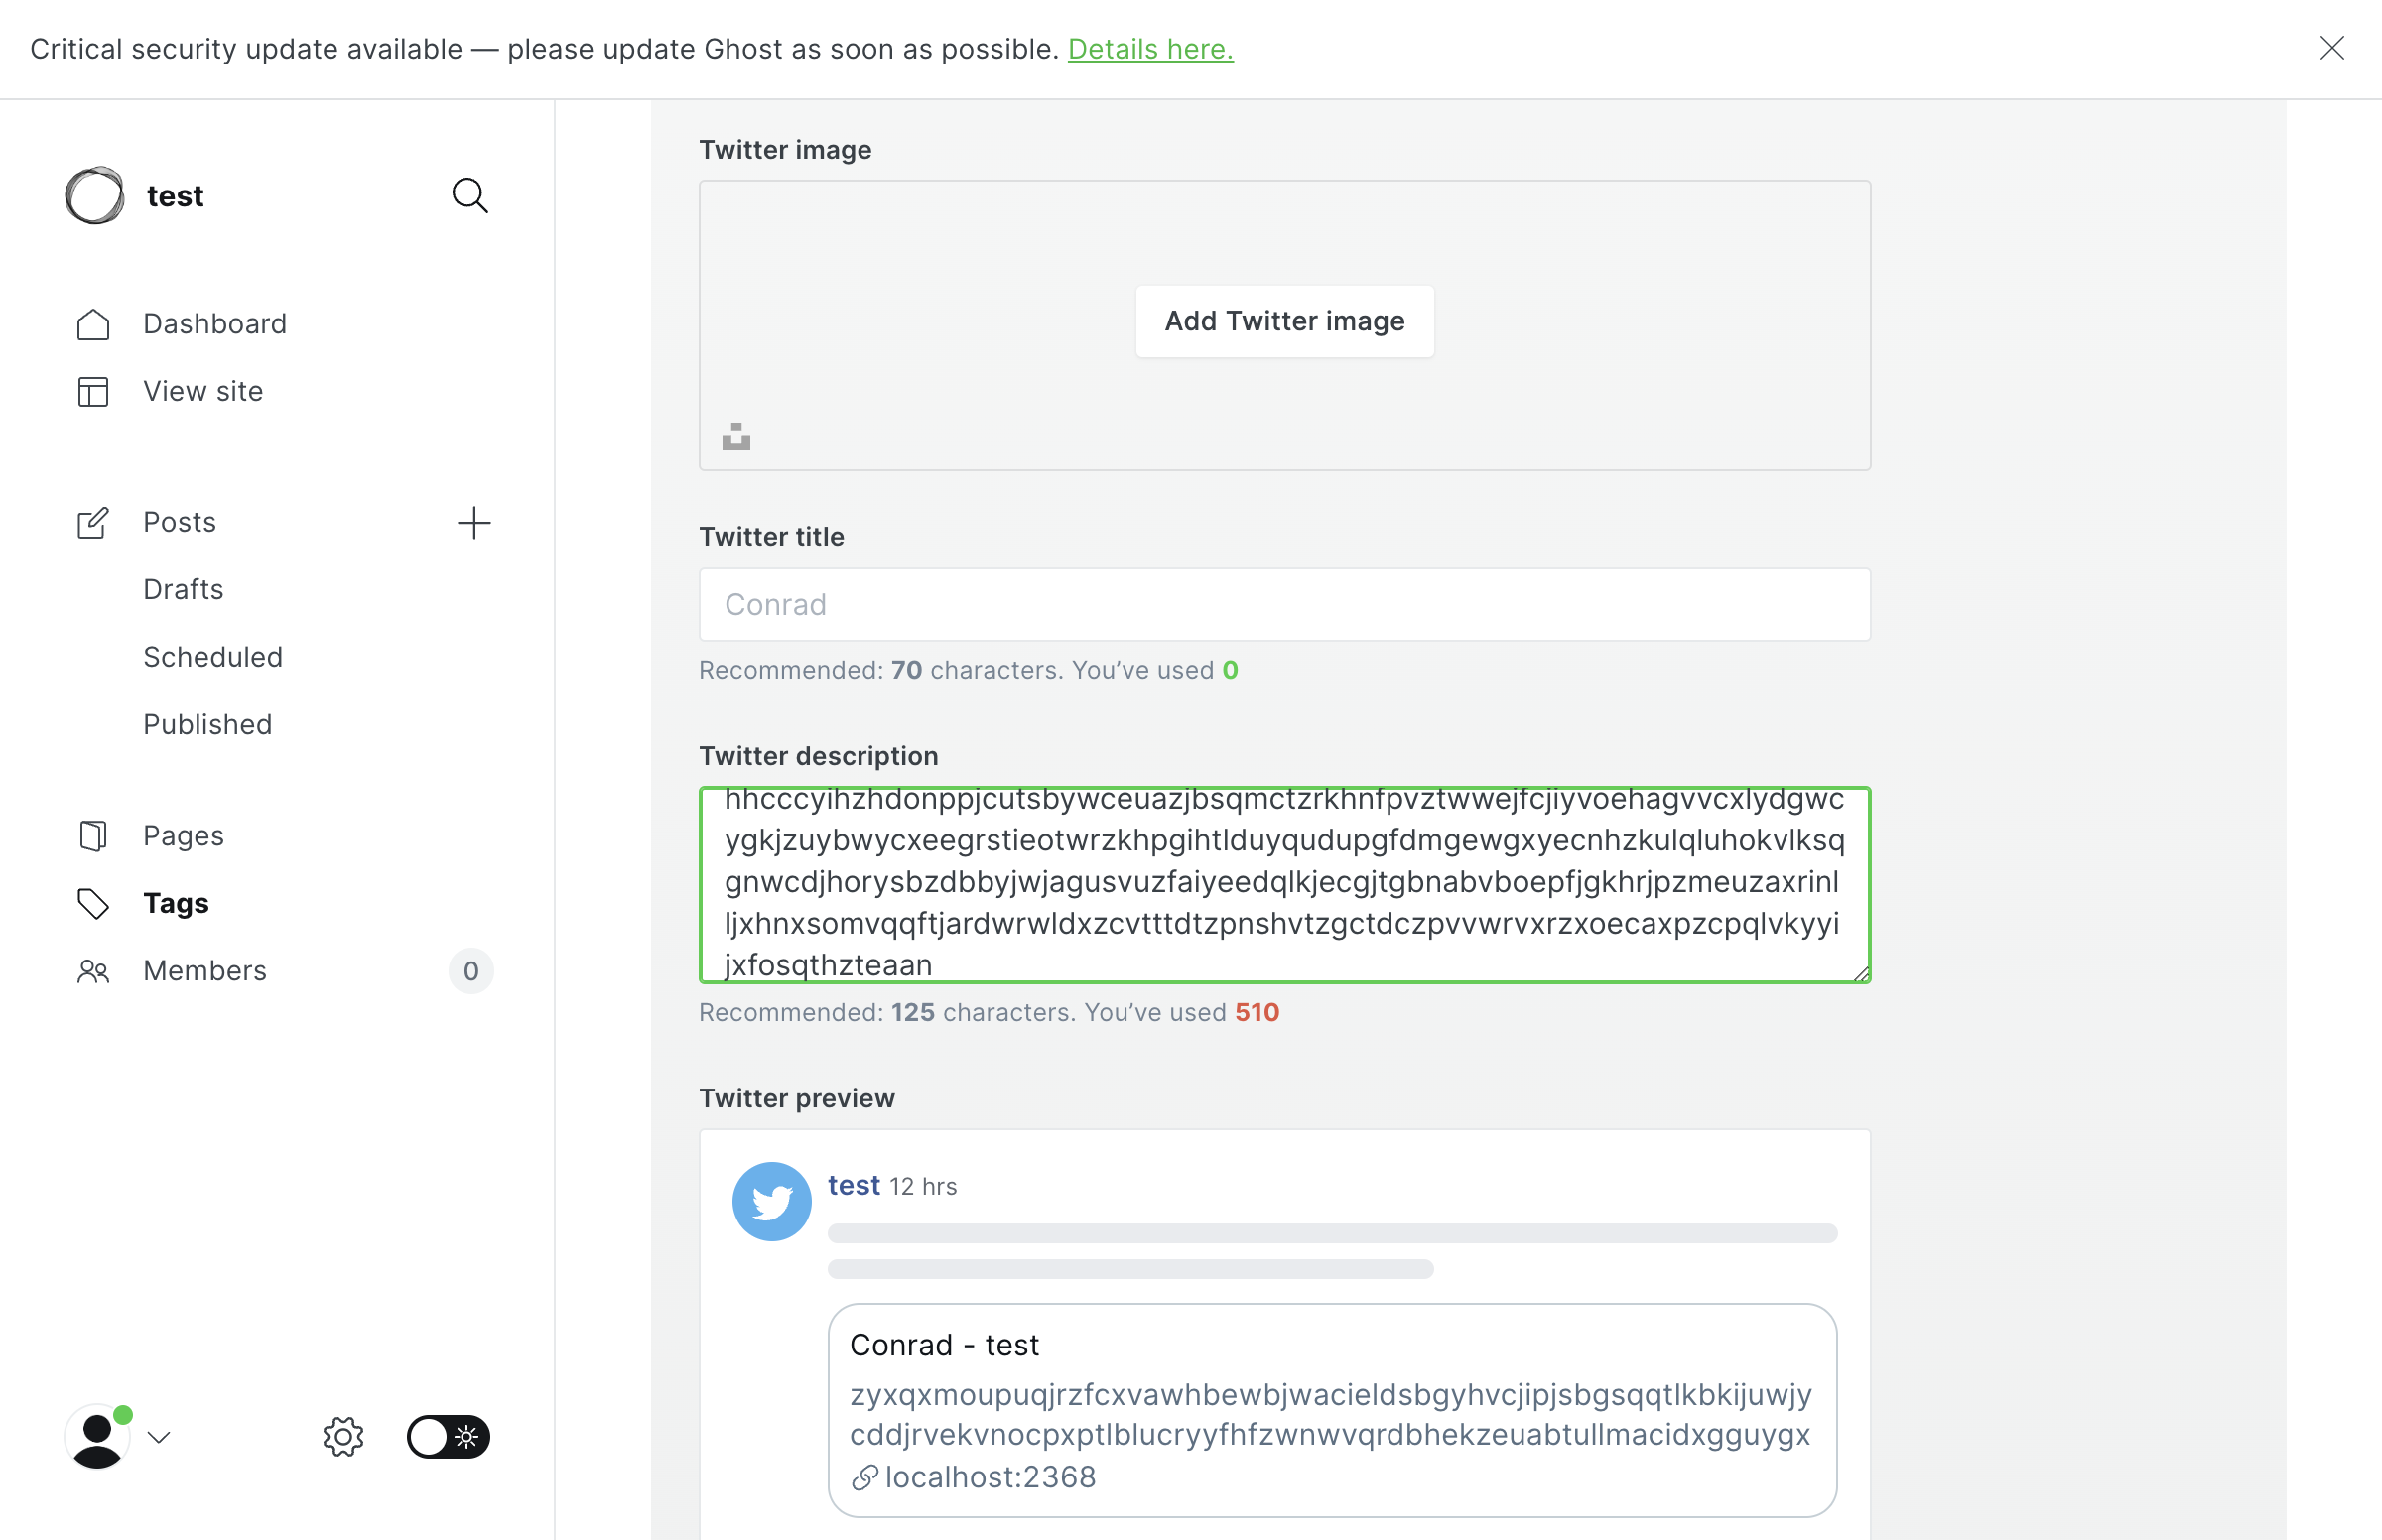 Critical security update available — please update Ghost as soon as possible. Details here.
test
Dashboard
View site
Posts
Drafts
Scheduled
Published
Pages
Tags
Members 0
Twitter image
Add Twitter image
Twitter title
Conrad
Recommended: 70 characters. You’ve used 0
Twitter description
hhcccyihzhdonppjcutsbywceuazjbsqmctzrkhnfpvztwwejfcjiyvoehagvvcxlydgwc
ygkjzuybwycxeegrstieotwrzkhpgihtlduyqudupgfdmgewgxyecnhzkulqluhokvlksq
gnwcdjhorysbzdbbyjwjagusvuzfaiyeedqlkjecgjtgbnabvboepfjgkhrjpzmeuzaxrinl
ljxhnxsomvqqftjardwrwldxzcvtttdtzpnshvtzgctdczpvvwrvxrzxoecaxpzcpqlvkyyi
jxfosqthzteaan
Recommended: 125 characters. You’ve used 510
Twitter preview
test 12 hrs
Conrad - test
zyxqxmoupuqjrzfcxvawhbewbjwacieldsbgyhvcjipjsbgsqqtlkbkijuwjy
cddjrvekvnocpxptlblucryyfhfzwnwvqrdbhekzeuabtullmacidxgguygx
localhost:2368